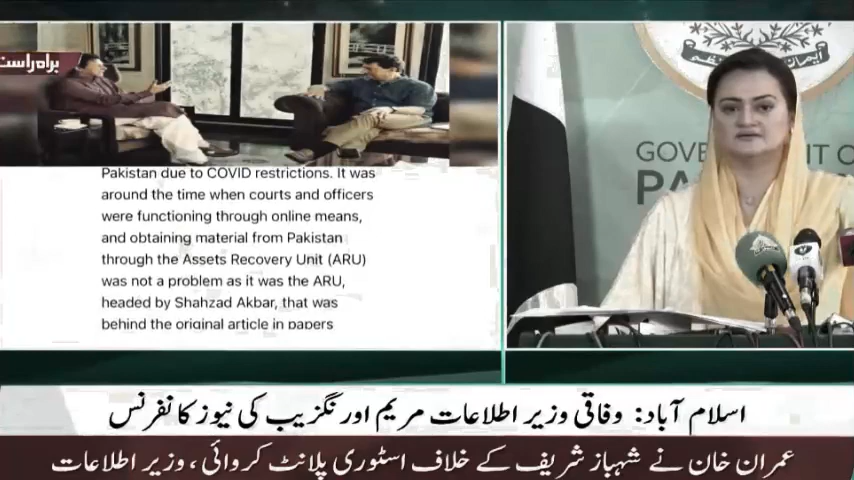 براہ راست
Pakistan due to COVID restrictions. It was
around the time when courts and officers
were functioning through online means,
and obtaining material from Pakistan
through the Assets Recovery Unit (ARU)
was not a problem as it was the ARU,
headed by Shahzad Akbar, that was
behind the original article in papers
ایمان
نظم
GOVE IT O
PA
اسلام آباد: وفاقی وزیر اطلاعات مریم اورنگزیب کی نیوز کانفرنس
عمران خان نے شہباز شریف کے خلاف اسٹوری پلانٹ کروائی، وزیر اطلاعات